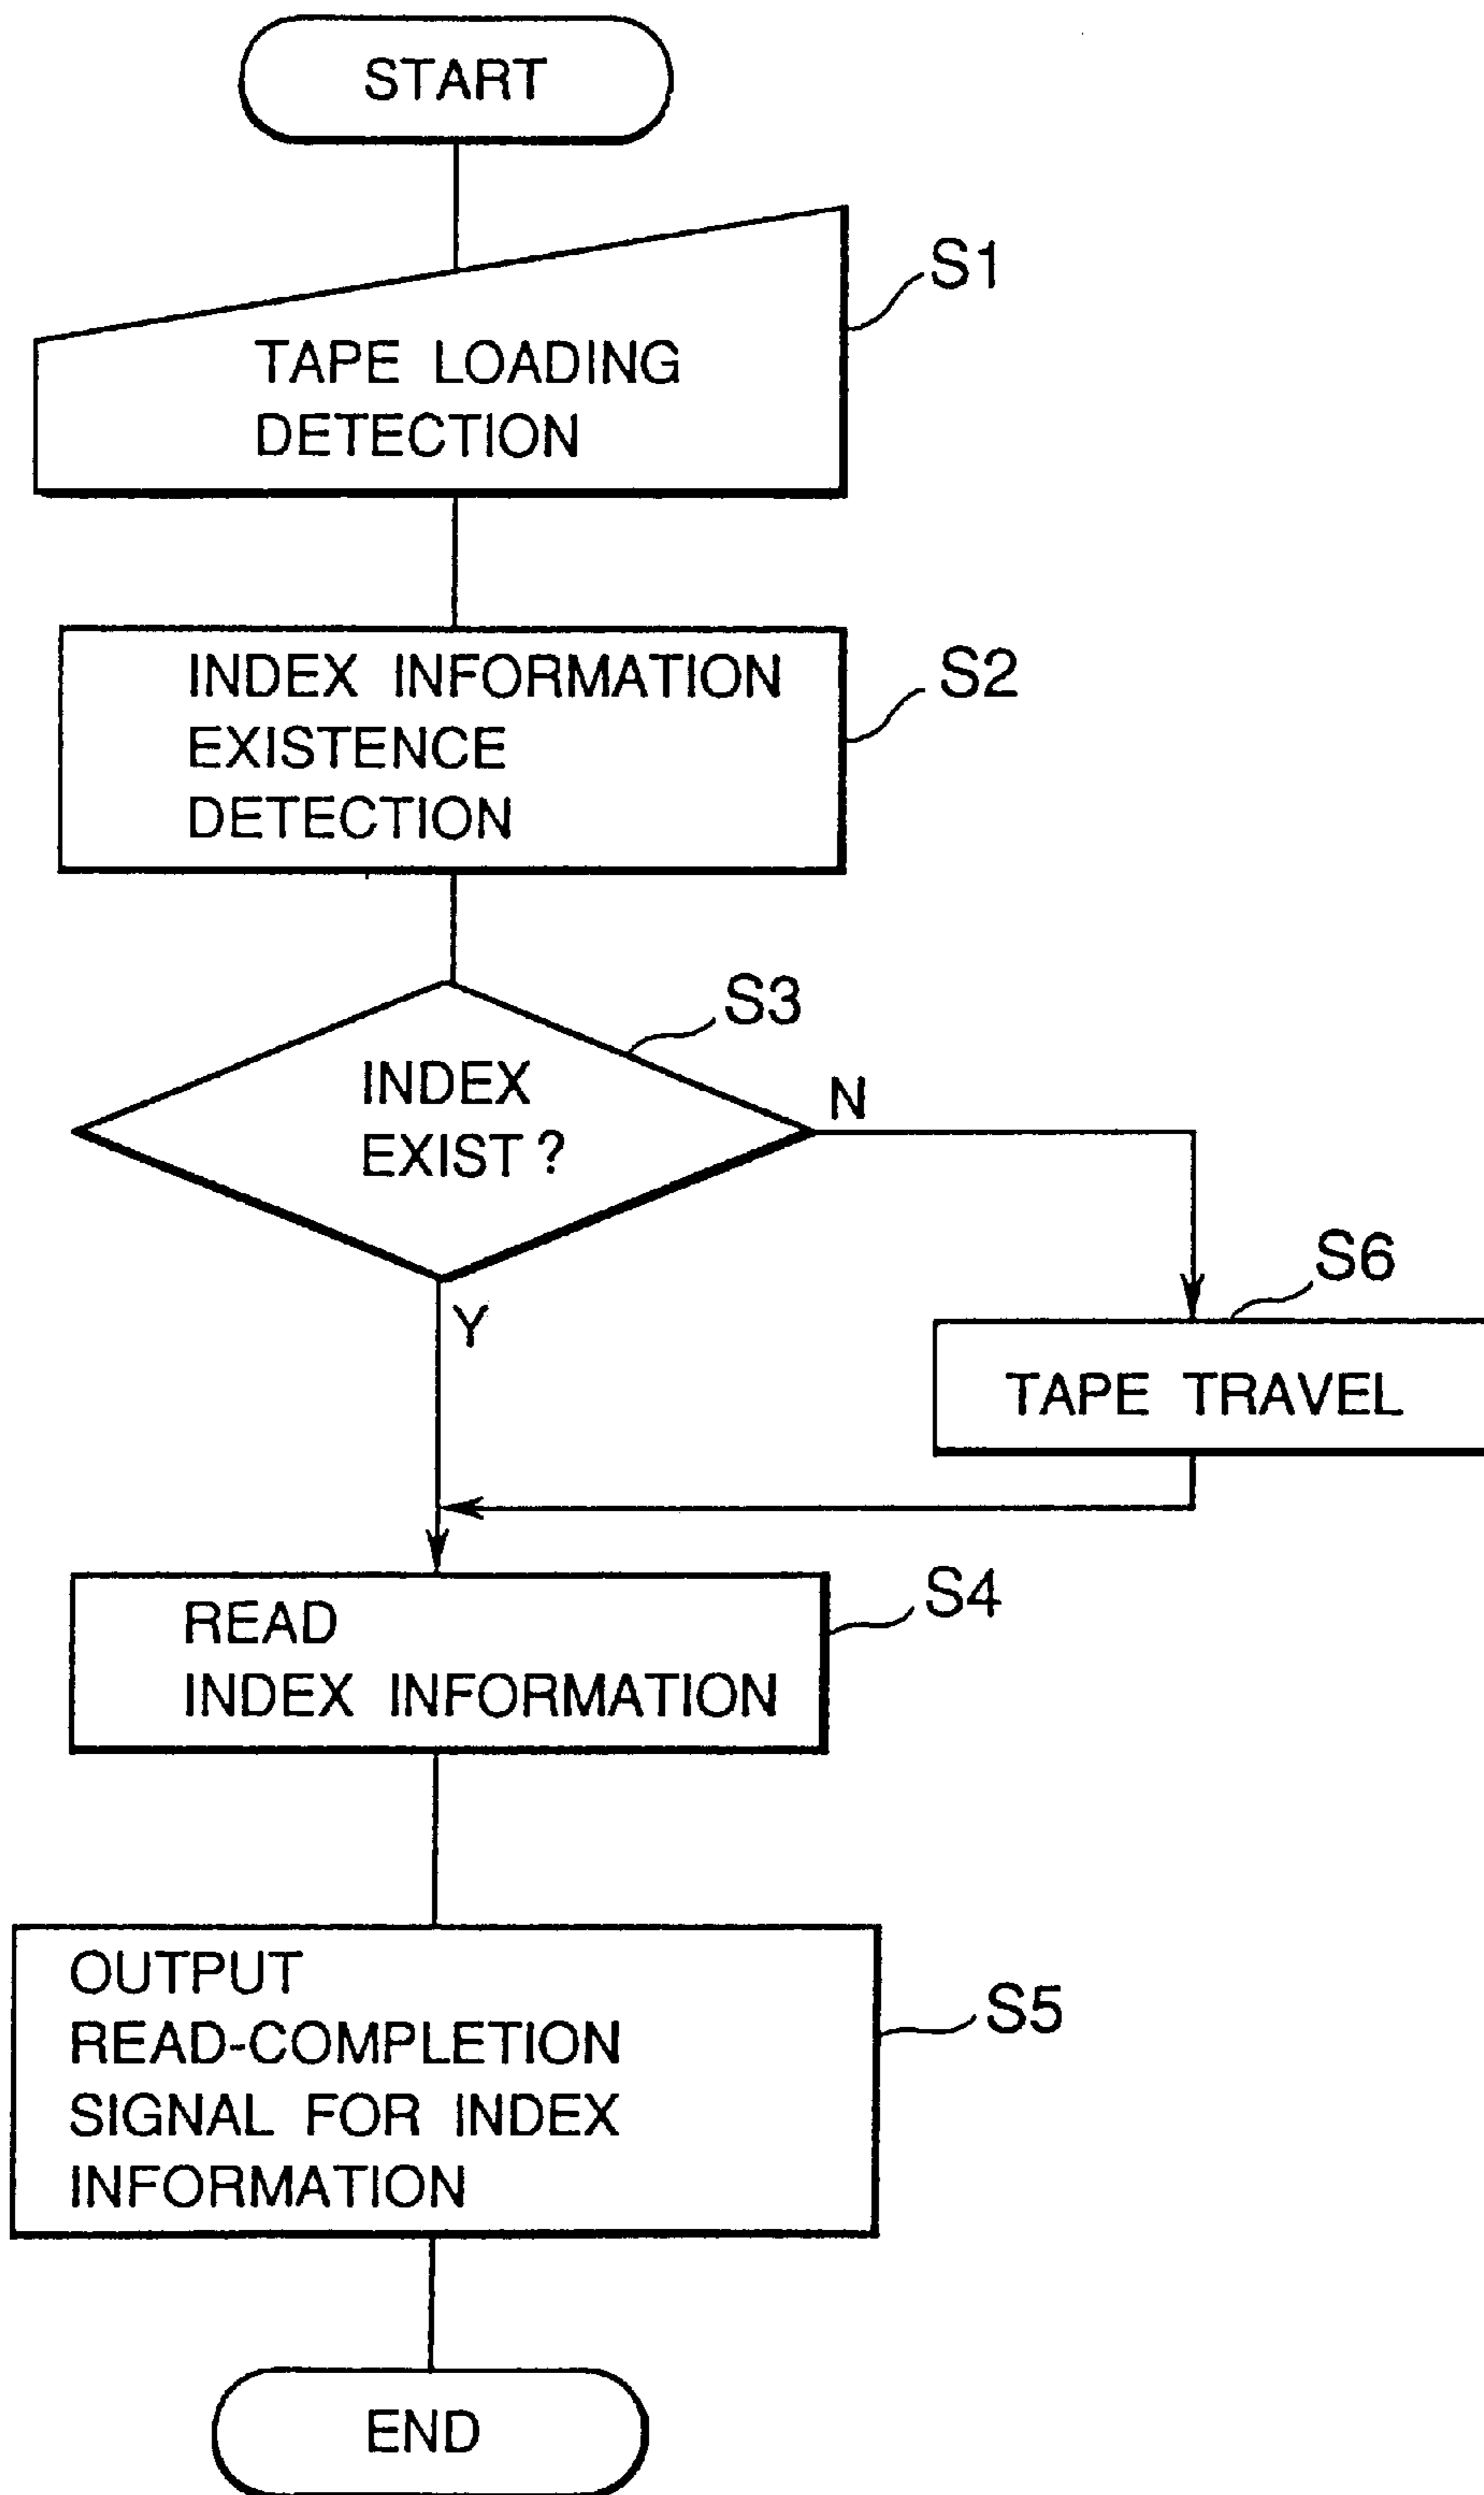 START
S1
TAPE LOADING
DETECTION
S2
INDEX INFORMATION
EXISTENCE
DETECTION
S3
INDEX
EXIST?
N
Y
S6
TAPE TRAVEL
S4
READ
INDEX INFORMATION
S5
OUTPUT
READ-COMPLETION
SIGNAL FOR INDEX
INFORMATION
END